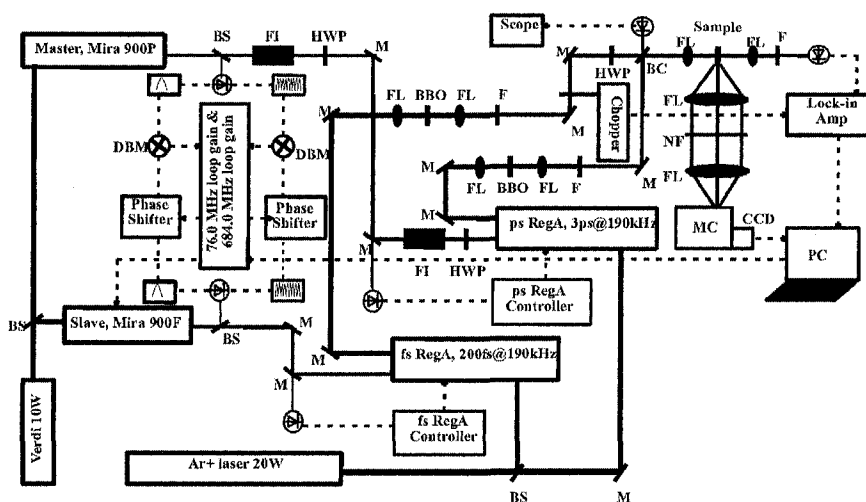 Scope
Sample
Master, Mira 900P
BS
FI
HWP
M
M
HWP
BC
FL
FL
F
FL
BBO
FL
F
M
Chopper
FL
Lock-in
Amp
DBM
DBM
76.0 MHz loop gain &
684.0 MHz loop gain
M
FL
BBO
FL
F
M
NF
FL
Phase
Shifter
Phase
Shifter
M
ps RegA, 3ps@190kHz
MC
CCD
PC
M
FI
HWP
ps RegA
Controller
BS
Slave, Mira 900F
BS
M
M
fs RegA, 200fs@190kHz
M
fs RegA
Controller
Verdi 10W
Ar+ laser 20W
BS
M